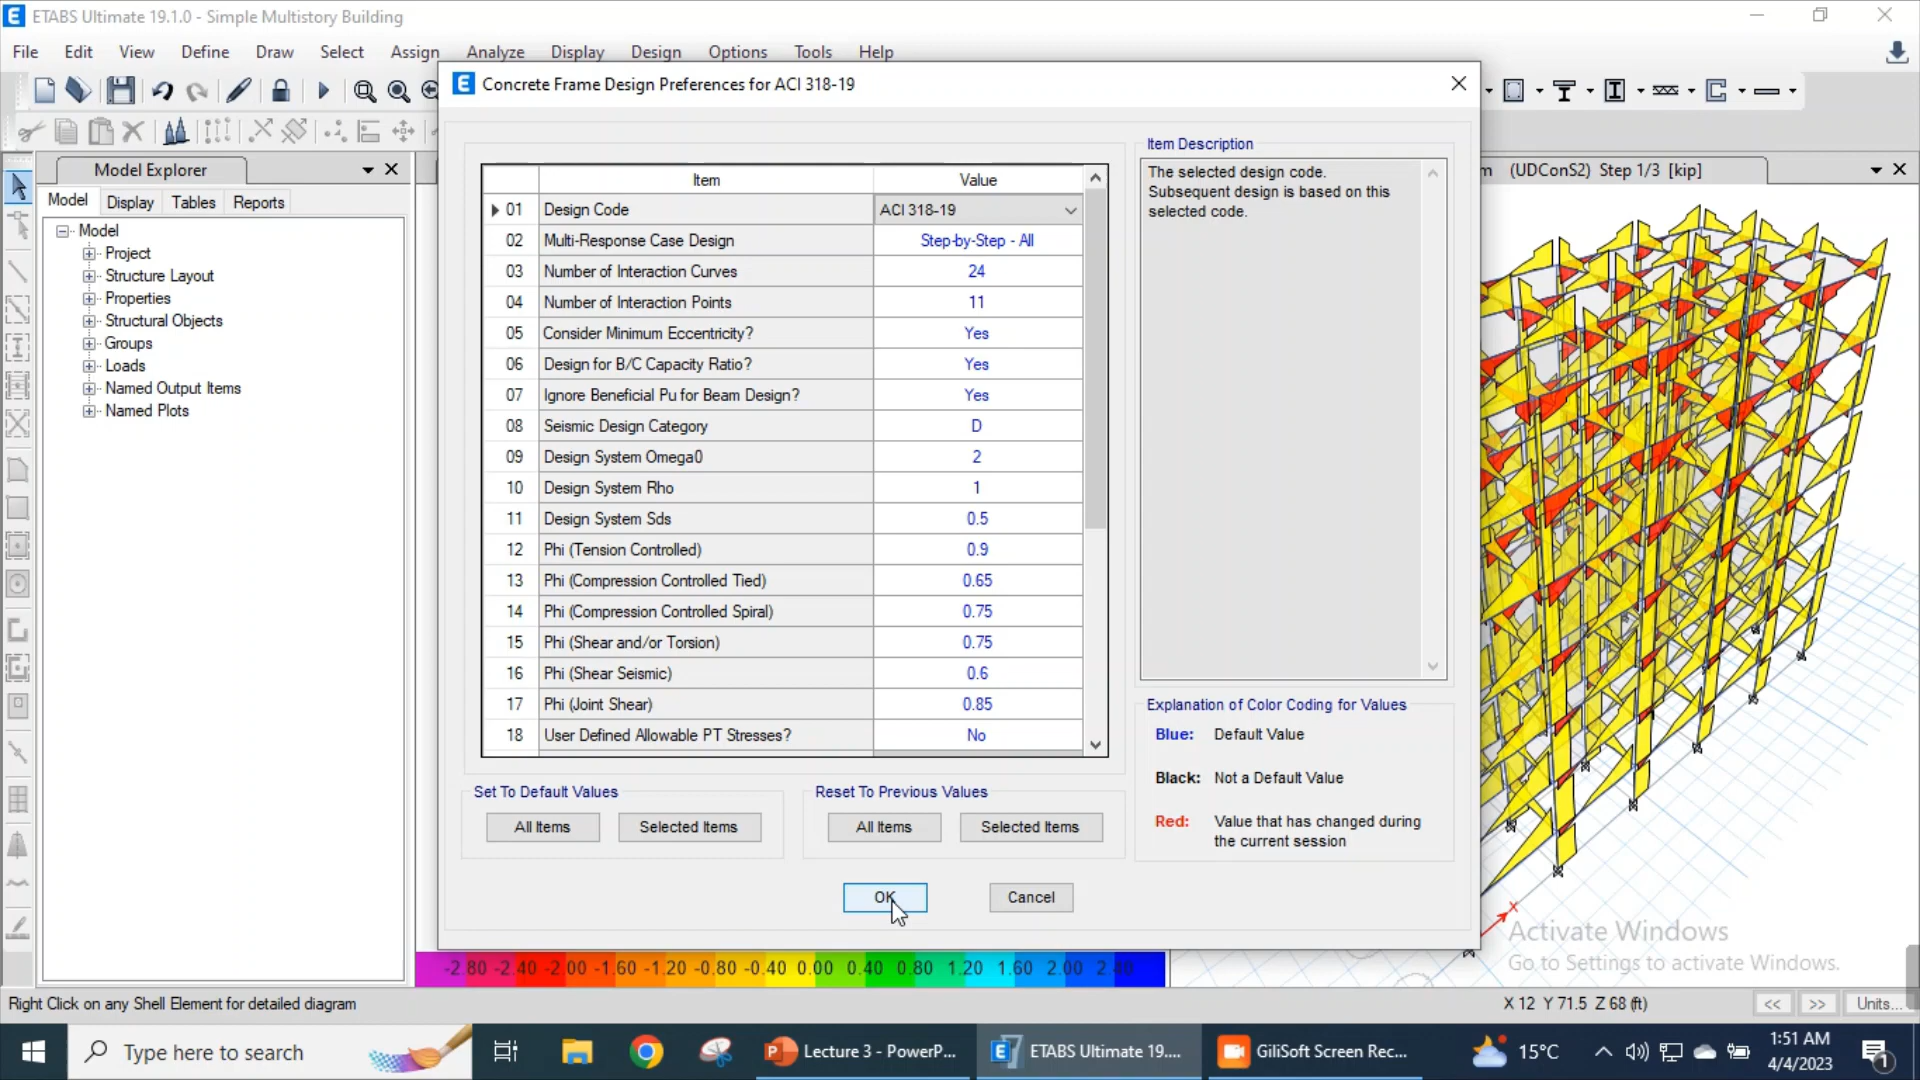 ETABS Ultimate 19.1.0 - Simple Multistory Building
File Edit View Define Draw Select Assign Analyze Display Design Options Tools Help
Concrete Frame Design Preferences for ACI 318-19
Model Explorer
(UDConS2) Step 1/3 [kip]
Model Display Tables Reports
Model
Project
Structure Layout
Properties
Structural Objects
Groups
Loads
Named Output Items
Named Plots
Item Value
01 Design Code ACI 318-19
02 Multi-Response Case Design Step-by-Step - All
03 Number of Interaction Curves 24
04 Number of Interaction Points 11
05 Consider Minimum Eccentricity? Yes
06 Design for B/C Capacity Ratio? Yes
07 Ignore Beneficial Pu for Beam Design? Yes
08 Seismic Design Category D
09 Design System Omega0 2
10 Design System Rho 1
11 Design System Sds 0.5
12 Phi (Tension Controlled) 0.9
13 Phi (Compression Controlled Tied) 0.65
14 Phi (Compression Controlled Spiral) 0.75
15 Phi (Shear and/or Torsion) 0.75
16 Phi (Shear Seismic) 0.6
17 Phi (Joint Shear) 0.85
18 User Defined Allowable PT Stresses? No
Item Description
The selected design code.
Subsequent design is based on this
selected code.
Explanation of Color Coding for Values
Blue: Default Value
Black: Not a Default Value
Red: Value that has changed during
the current session
Set To Default Values
All Items Selected Items
Reset To Previous Values
All Items Selected Items
OK Cancel
X
Activate Windows
Go to Settings to activate Windows.
-2.80 -2.40 -2.00 -1.60 -1.20 -0.80 -0.40 0.00 0.40 0.80 1.20 1.60 2.00 2.40
Right Click on any Shell Element for detailed diagram
X 12 Y 71.5 Z 68 (ft)
<< >> Units...
Type here to search
Lecture 3 - PowerP...
ETABS Ultimate 19....
GiliSoft Screen Rec...
15°C
1:51 AM
4/4/2023
1